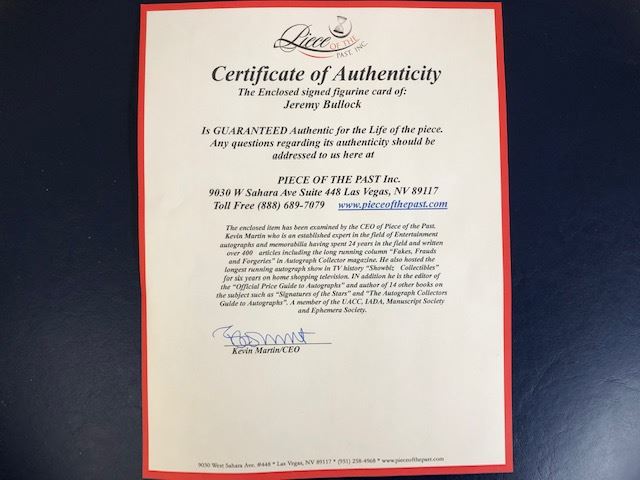 Piece
OF THE
PAST, INC.
Certificate of Authenticity
The Enclosed signed figurine card of:
Jeremy Bullock
Is GUARANTEED Authentic for the Life of the piece.
Any questions regarding its authenticity should be
addressed to us here at
PIECE OF THE PAST Inc.
9030 W Sahara Ave Suite 448 Las Vegas, NV 89117
Toll Free (888) 689-7079 www.pieceofthepast.com
The enclosed item has been examined by the CEO of Piece of the Past.
Kevin Martin who is an established expert in the field of Entertainment
autographs and memorabilia having spent 24 years in the field and written
over 400 articles including the long running column "Fakes, Frauds
and Forgeries" in Autograph Collector magazine. He also hosted the
longest running autograph show in TV history "Showbiz Collectibles"
for six years on home shopping television. IN addition he is the editor of
the "Official Price Guide to Autographs" and author of 14 other books on
the subject such as "Signatures of the Stars" and "The Autograph Collectors
Guide to Autographs". A member of the UACC, IADA, Manuscript Society
and Ephemera Society.
Kevin Martin/CEO
9030 West Sahara Ave. #448 * Las Vegas, NV 89117 * (951) 258-4968 * www.pieceofthepast.com